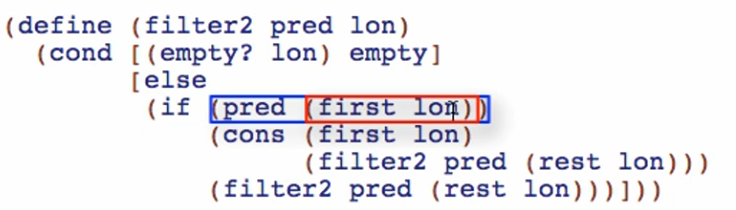 (define (filter2 pred lon)
(cond [(empty? lon) empty]
[else
(if (pred (first lon))
(cons (first lon)
(filter2 pred (rest lon)))
(filter2 pred (rest lon)))]))